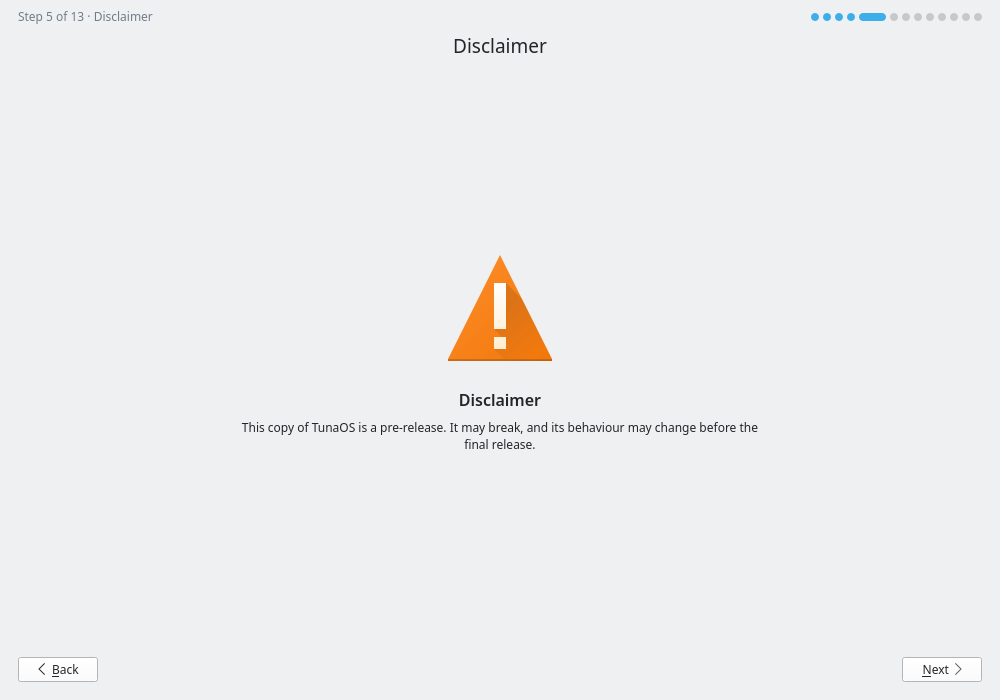 Step 5 of 13 · Disclaimer
Disclaimer
Disclaimer
This copy of TunaOS is a pre-release. It may break, and its behaviour may change before the
final release.
Back
Next